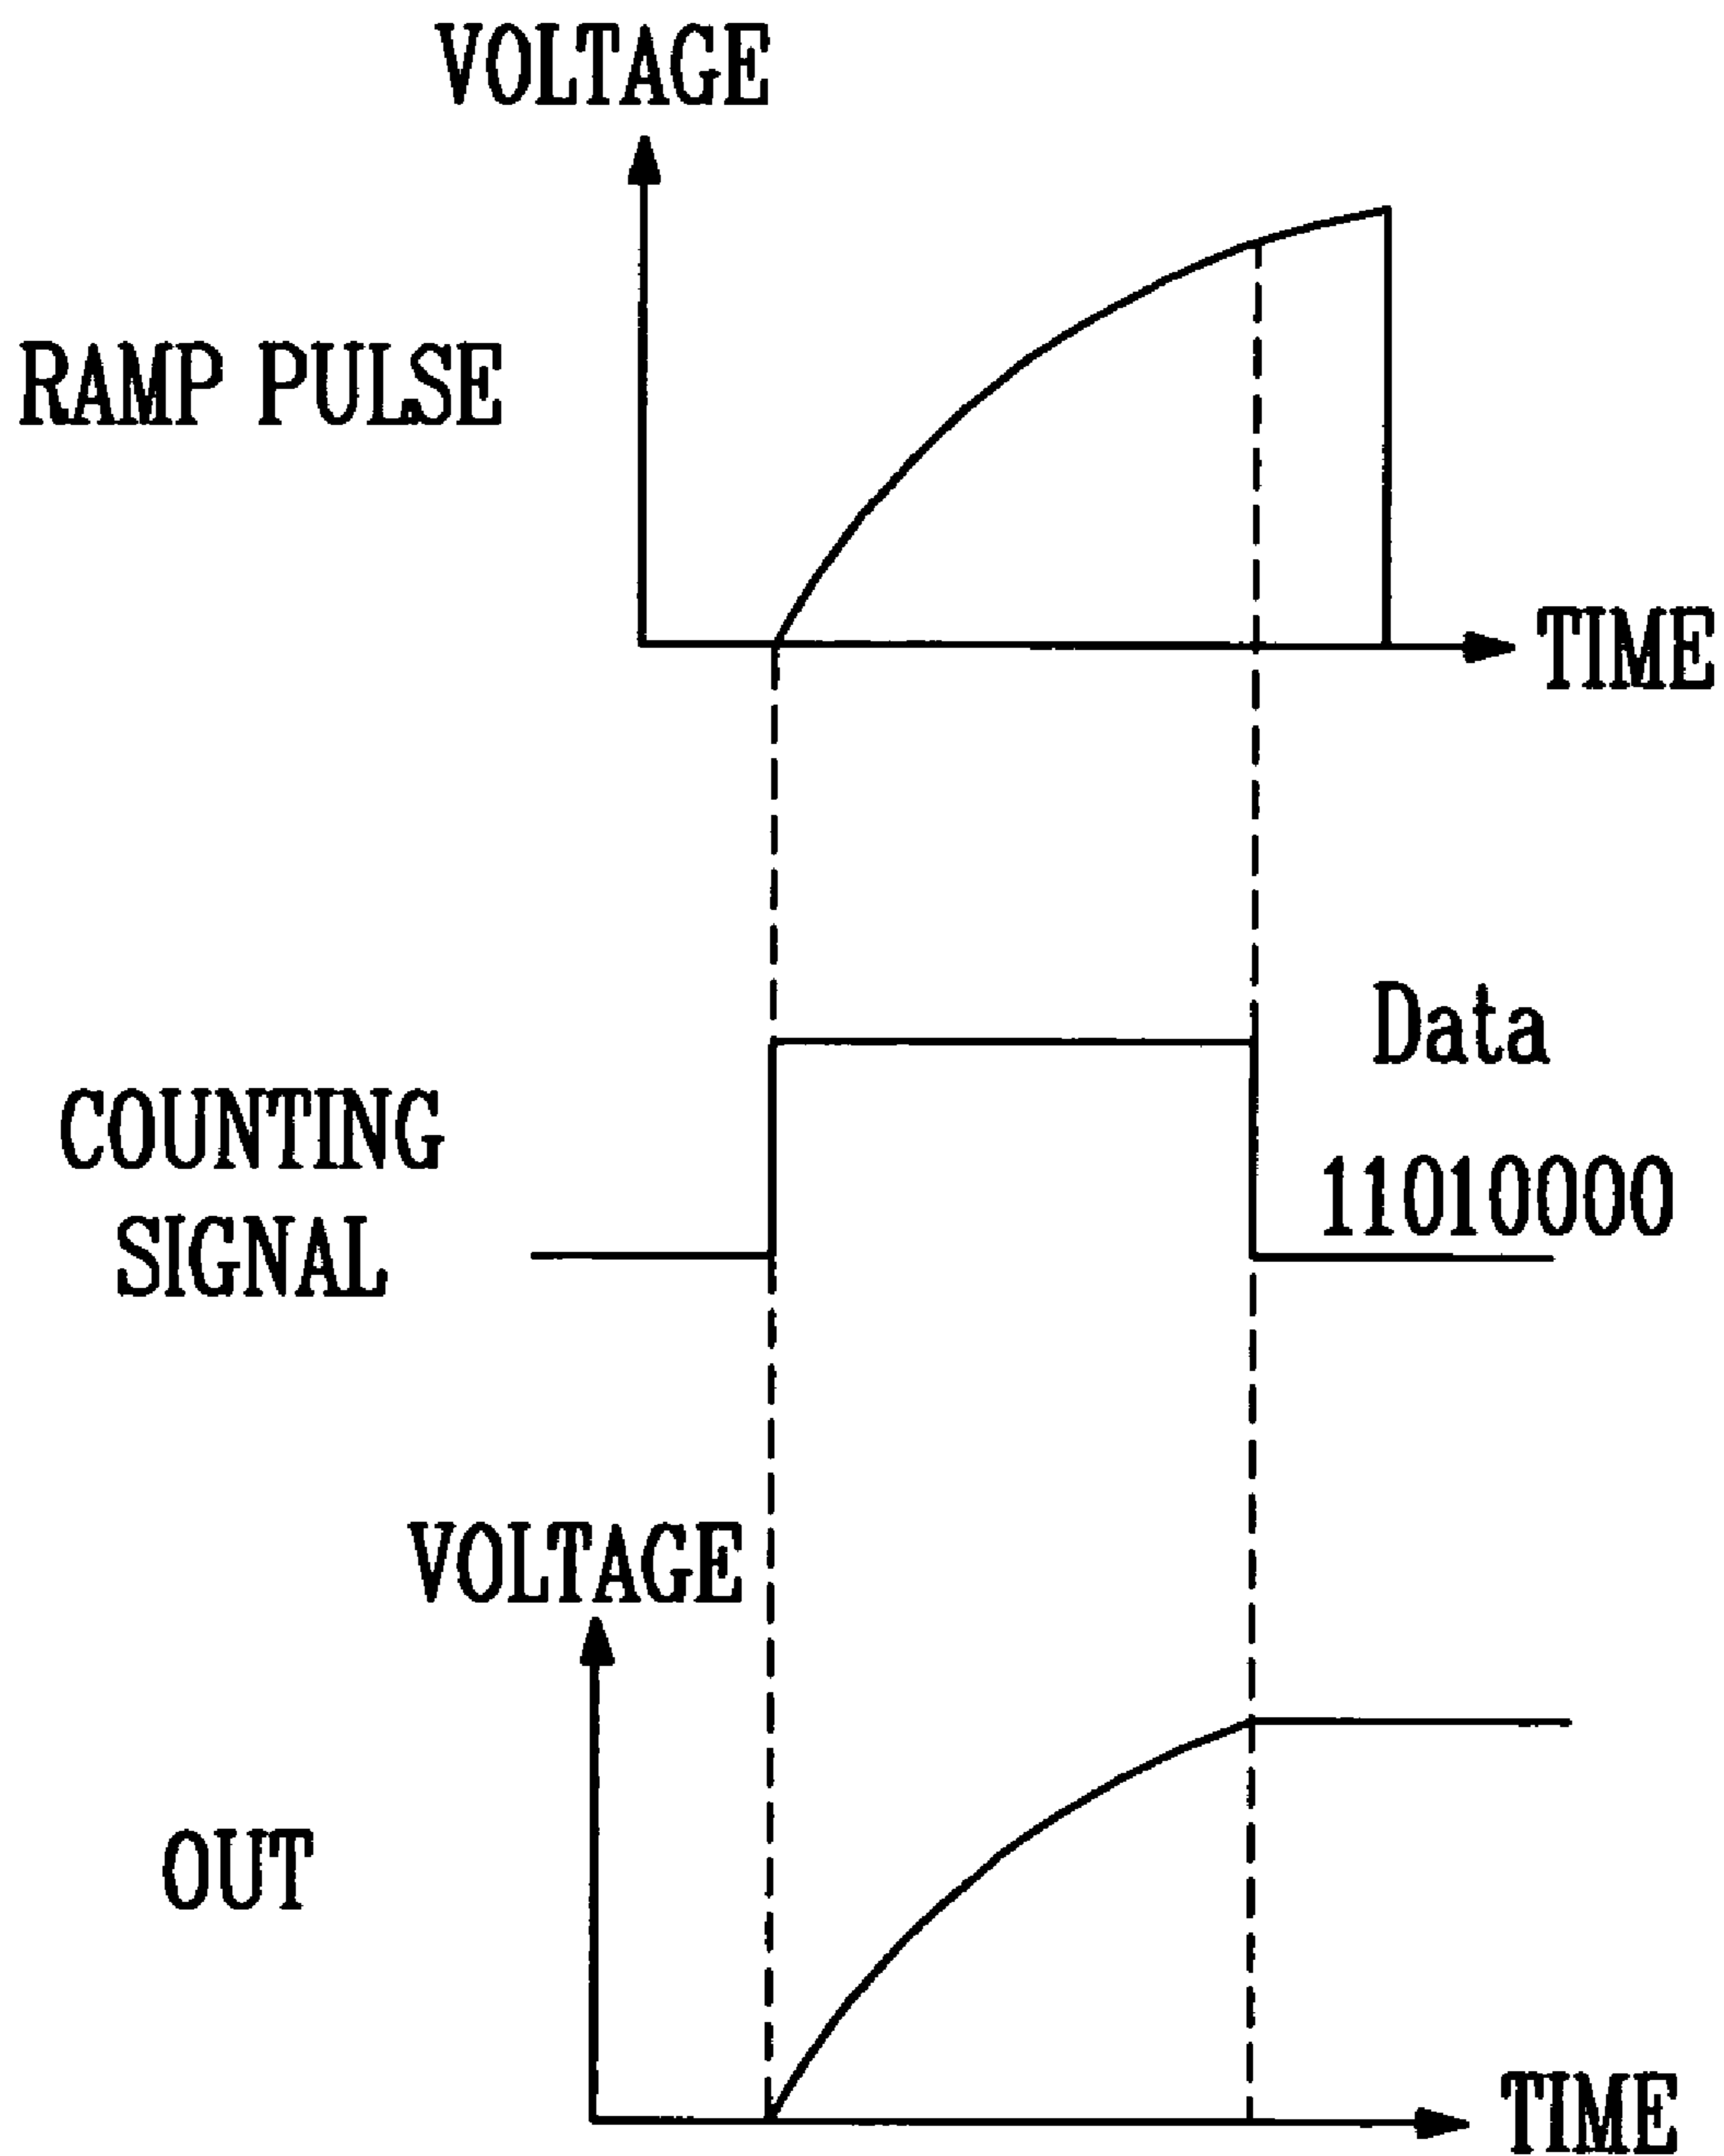 VOLTAGE
RAMP PULSE
TIME
Data
COUNTING
SIGNAL
11010000
VOLTAGE
OUT
TIME